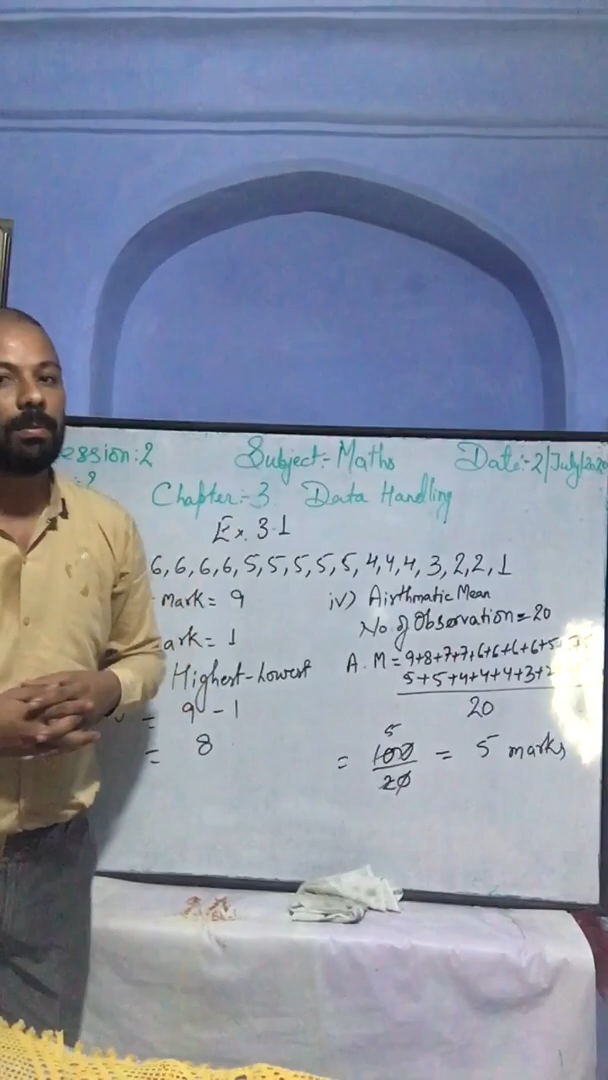 ession:2 Subject:- Maths Date:-2/July/2020
Chapter:-3 Data Handling
Ex. 3.1
6, 6, 6, 6, 5, 5, 5, 5, 5, 4, 4, 4, 3, 2, 2, 1
mark = 9
ark = 1
Highest-Lowest
= 9 - 1
= 8
iv) Airthmatic Mean
No. of Observation = 20
A. M = 9+8+7+7+6+6+6+6+5+
5+5+4+4+4+3+2
20
5
= 100 = 5 marks
20